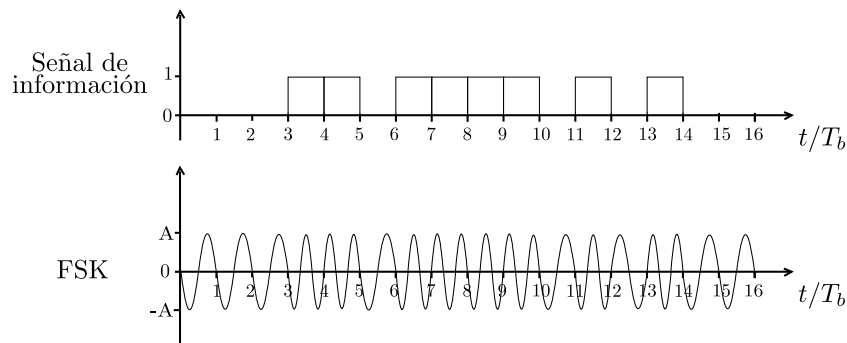 Señal de
información
1
0
1 2 3 4 5 6 7 8 9 10 11 12 13 14 15 16
t/T_b
FSK
A
0
-A
1 2 3 4 5 6 7 8 9 10 11 12 13 14 15 16
t/T_b